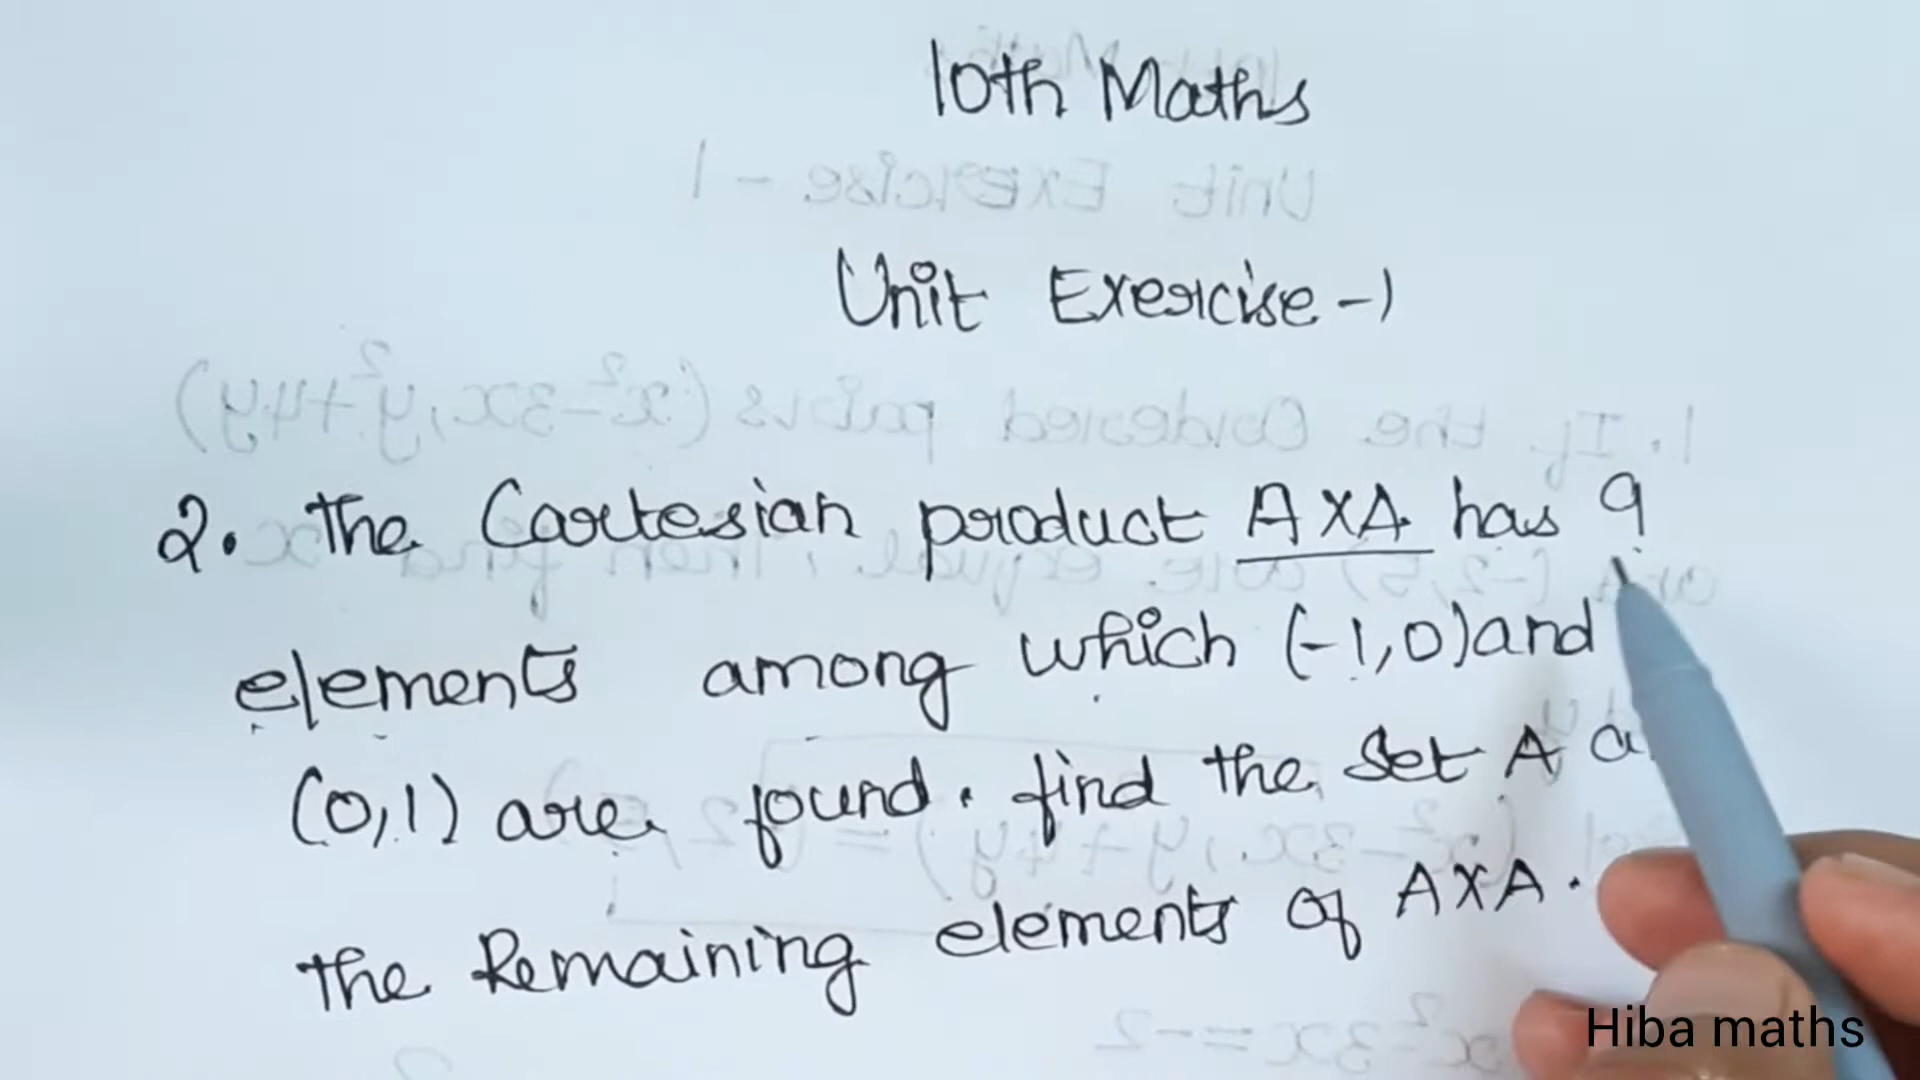 10th Maths
Unit Exercise-1
2. The Cartesian product AXA has 9
elements among which (-1,0) and
(0,1) are found. find the Set A
the Remaining elements of AXA.
Hiba maths